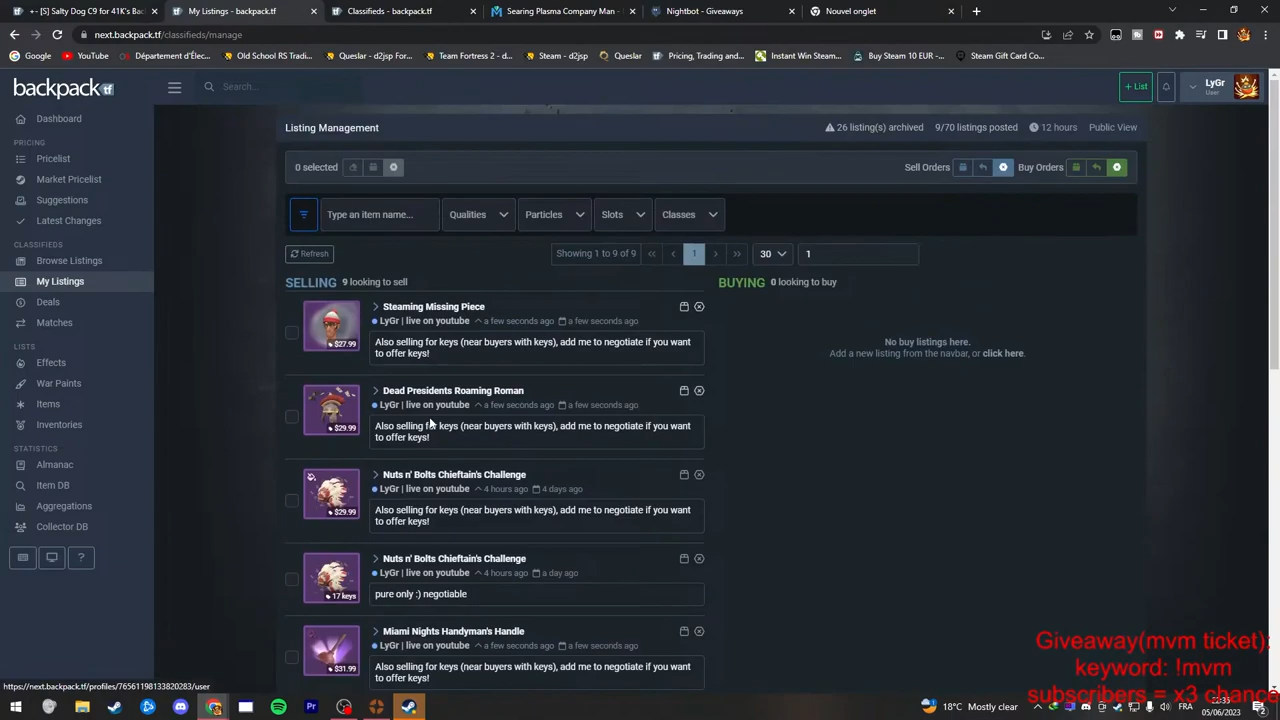 (+) | Salty Dog C9 for 41K's Bac
My Listings - backpack.tf
Classifieds - backpack.tf
Searing Plasma Company Man -
Nightbot - Giveaways
Nouvel onglet
next.backpack.tf/classifieds/manage
Google
YouTube
Département d'Élec...
Old School RS Tradi...
Queslar - d2jsp For...
Team Fortress 2 - ...
Steam - d2jsp
Queslar
Pricing, Trading and...
Instant Win Steam...
Buy Steam 10 EUR -...
Steam Gift Card Co...
backpack tf
Search...
+ List
LyGr
User
Dashboard
PRICING
Pricelist
Market Pricelist
Suggestions
Latest Changes
CLASSIFIEDS
Browse Listings
My Listings
Deals
Matches
LISTS
Effects
War Paints
Items
Inventories
STATISTICS
Almanac
Item DB
Aggregations
Collector DB
?
Listing Management
26 listing(s) archived
9/70 listings posted
12 hours
Public View
0 selected
Sell Orders
Buy Orders
Type an item name...
Qualities
Particles
Slots
Classes
Refresh
Showing 1 to 9 of 9
1
30
1
SELLING 9 looking to sell
Steaming Missing Piece
LyGr | live on youtube a few seconds ago a few seconds ago
$27.99
Also selling for keys (near buyers with keys), add me to negotiate if you want
to offer keys!
Dead Presidents Roaming Roman
LyGr | live on youtube a few seconds ago a few seconds ago
$29.99
Also selling for keys (near buyers with keys), add me to negotiate if you want
to offer keys!
Nuts n' Bolts Chieftain's Challenge
LyGr | live on youtube 4 hours ago 4 days ago
$29.99
Also selling for keys (near buyers with keys), add me to negotiate if you want
to offer keys!
Nuts n' Bolts Chieftain's Challenge
LyGr | live on youtube 4 hours ago a day ago
17 keys
pure only :) negotiable
Miami Nights Handyman's Handle
LyGr | live on youtube a few seconds ago a few seconds ago
$31.99
Also selling for keys (near buyers with keys), add me to negotiate if you want
to offer keys!
BUYING 0 looking to buy
No buy listings here.
Add a new listing from the navbar, or click here.
Giveaway(mvm ticket):
keyword: !mvm
subscribers = x3 chance
https://next.backpack.tf/profiles/76561198133820283/user
Pr
18°C Mostly clear
FRA
22:35
05/06/2023
2